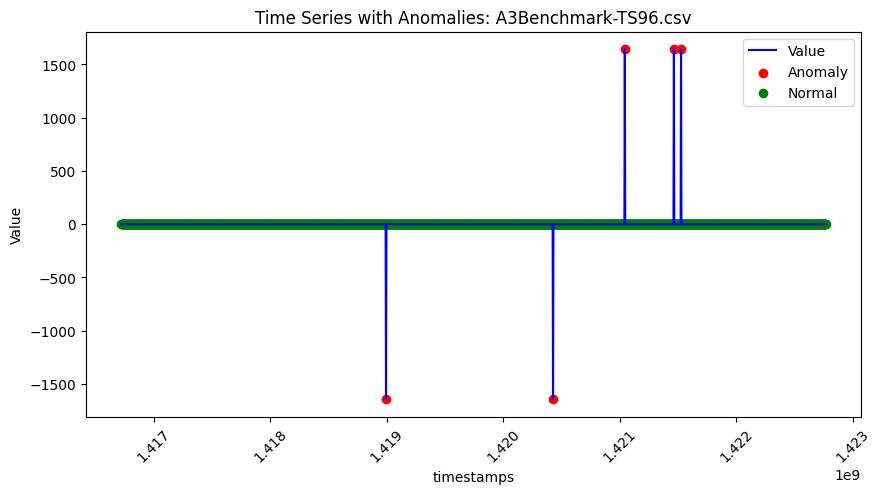 Time Series with Anomalies: A3Benchmark-TS96.csv
Value
Anomaly
Normal
1500
1000
500
0
−500
−1000
−1500
Value
1.417
1.418
1.419
1.420
1.421
1.422
1.423
1e9
timestamps